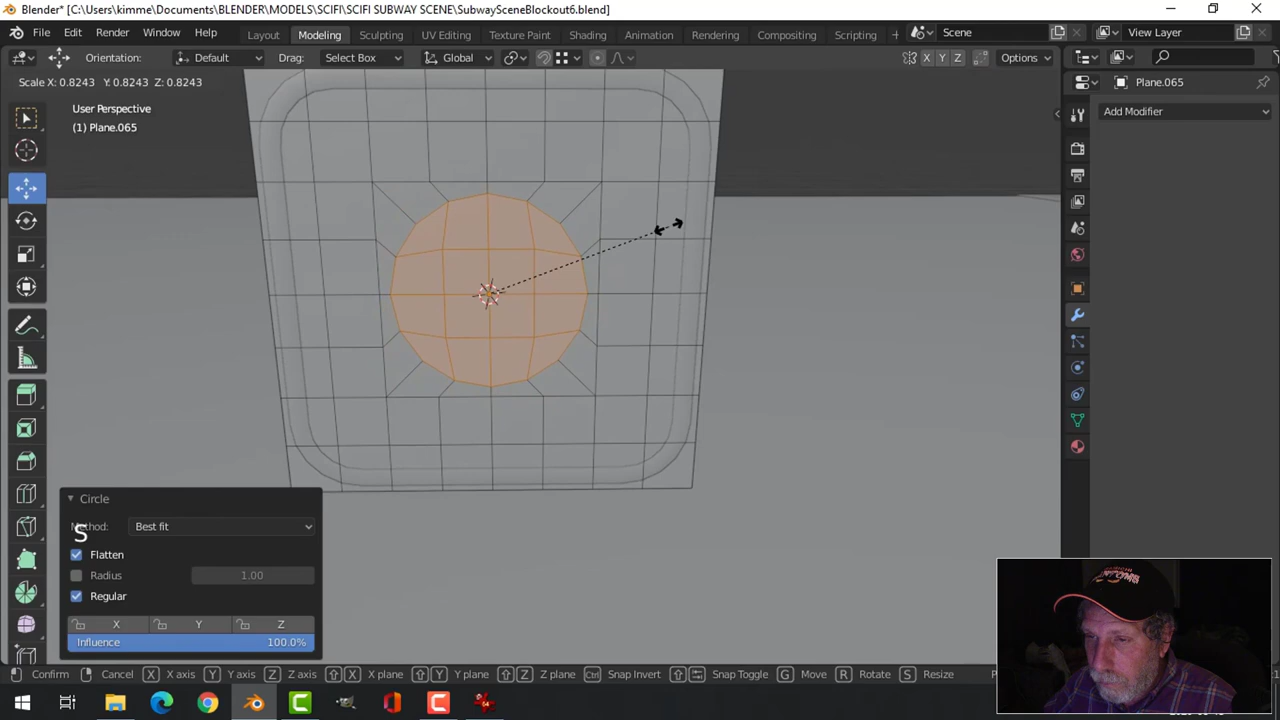 Blender* [C:\Users\kimme\Documents\BLENDER\MODELS\SCIFI\SCIFI SUBWAY SCENE\SubwaySceneBlockout6.blend]
File Edit Render Window Help Layout Modeling Sculpting UV Editing Texture Paint Shading Animation Rendering Compositing Scripting + Scene View Layer
Orientation: Default Drag: Select Box Global X Y Z Options
Scale X: 0.8243 Y: 0.8243 Z: 0.8243
Plane.065
User Perspective
(1) Plane.065
Add Modifier
Circle
Method: Best fit
S
Flatten
Radius 1.00
Regular
X Y Z
Influence 100.0%
Confirm Cancel X X axis Y Y axis Z Z axis X X plane Y Y plane Z Z plane Ctrl Snap Invert Snap Toggle G Move R Rotate S Resize